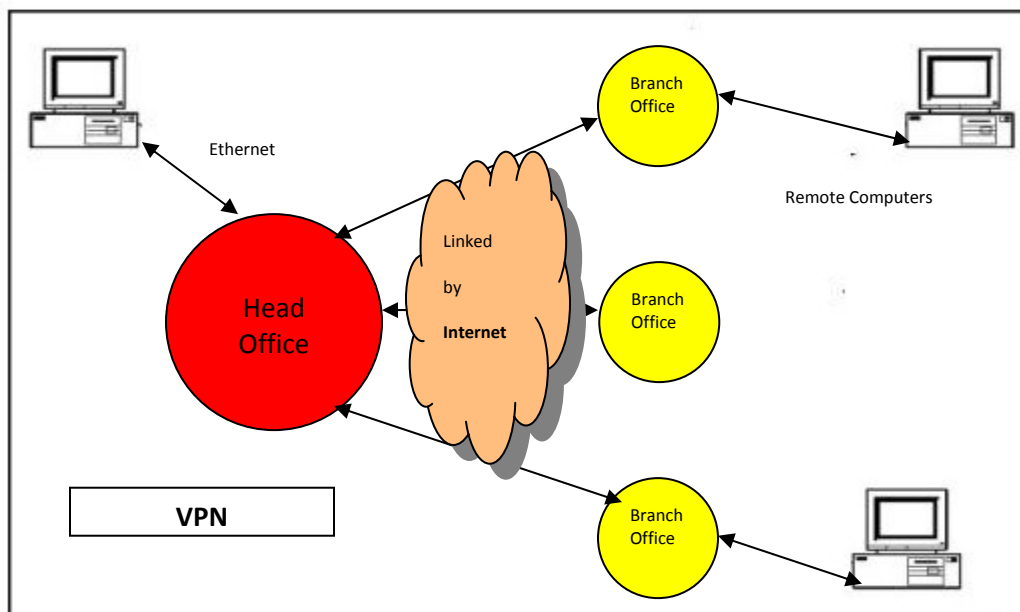 Branch
Office
Ethernet
Remote Computers
Linked
by
Internet
Head
Office
Branch
Office
VPN
Branch
Office